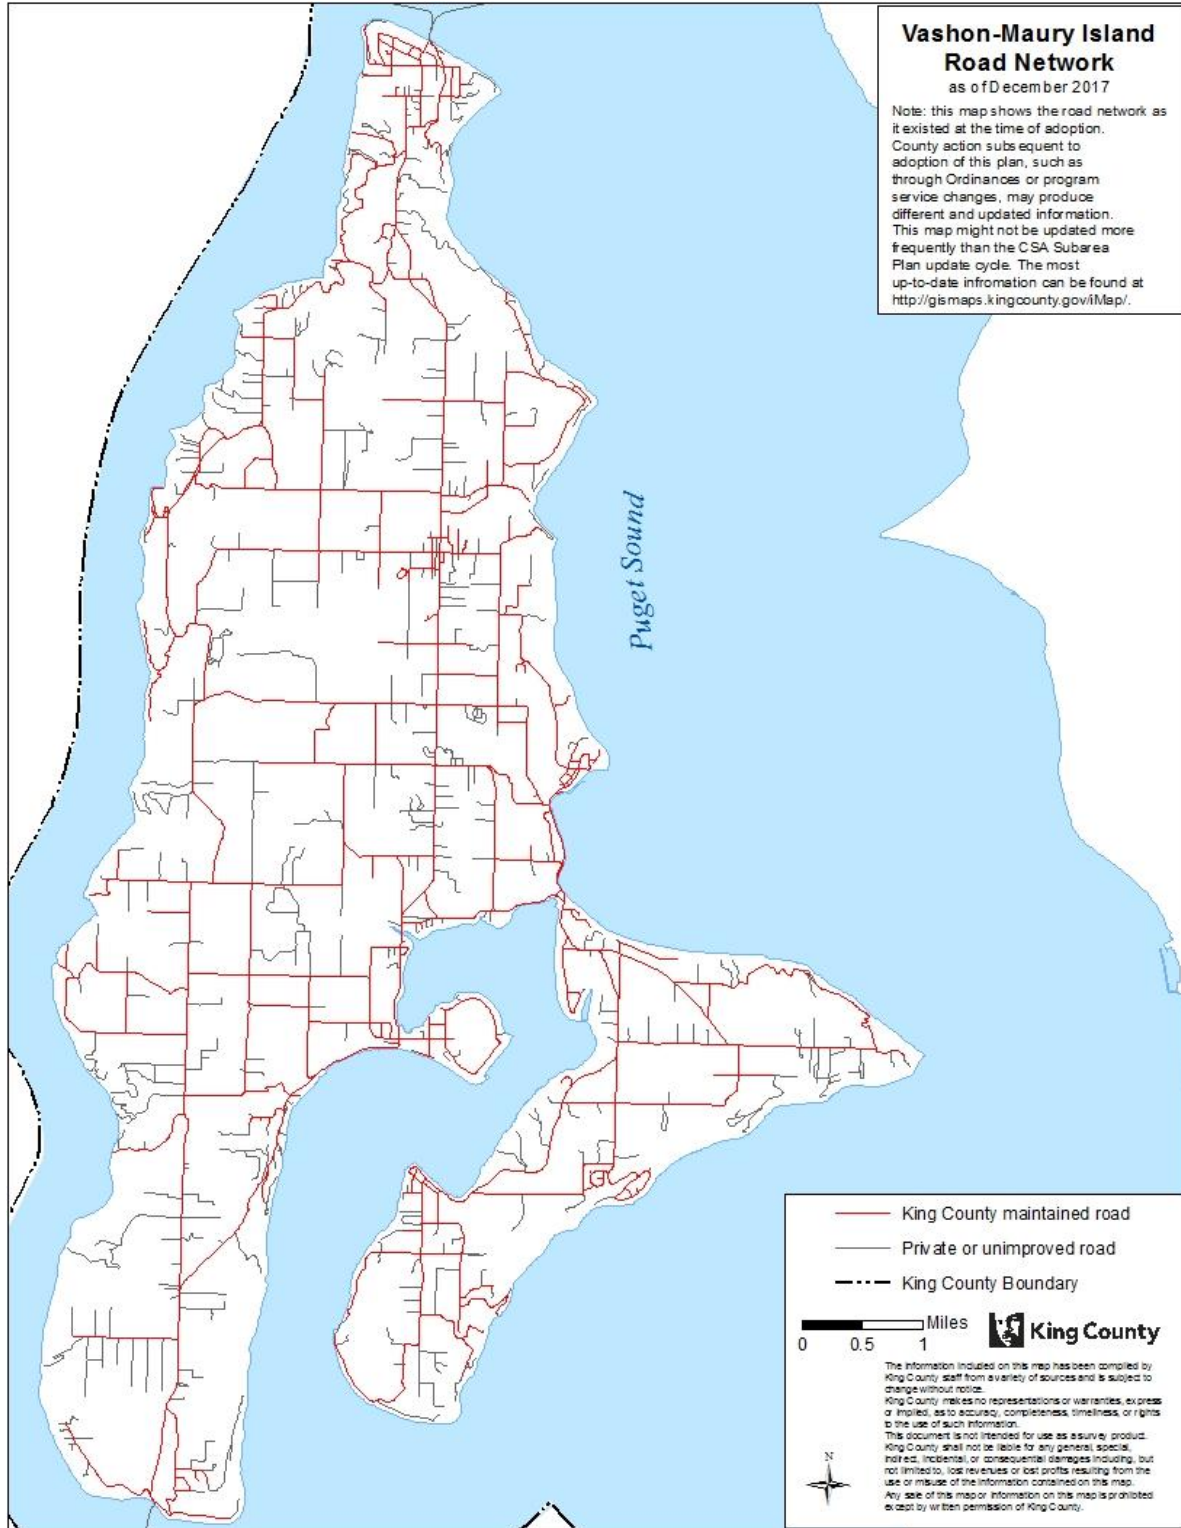 Vashon-Maury Island
Road Network
as of December 2017
Note: this map shows the road network as
it existed at the time of adoption.
County action subsequent to
adoption of this plan, such as
through Ordinances or program
service changes, may produce
different and updated information.
This map might not be updated more
frequently than the CSA Subarea
Plan update cycle. The most
up-to-date infromation can be found at
http://gismaps.kingcounty.gov/iMap/.
Puget Sound
King County maintained road
Private or unimproved road
King County Boundary
Miles
0 0.5 1
King County
The information included on this map has been compiled by
King County staff from a variety of sources and is subject to
change without notice.
King County makes no representations or warranties, express
or implied, as to accuracy, completeness, timeliness, or rights
to the use of such information.
This document is not intended for use as a survey product.
King County shall not be liable for any general, special,
indirect, incidental, or consequential damages including, but
not limited to, lost revenues or lost profits resulting from the
use or misuse of the information contained on this map.
Any sale of this map or information on this map is prohibited
except by written permission of King County.
N